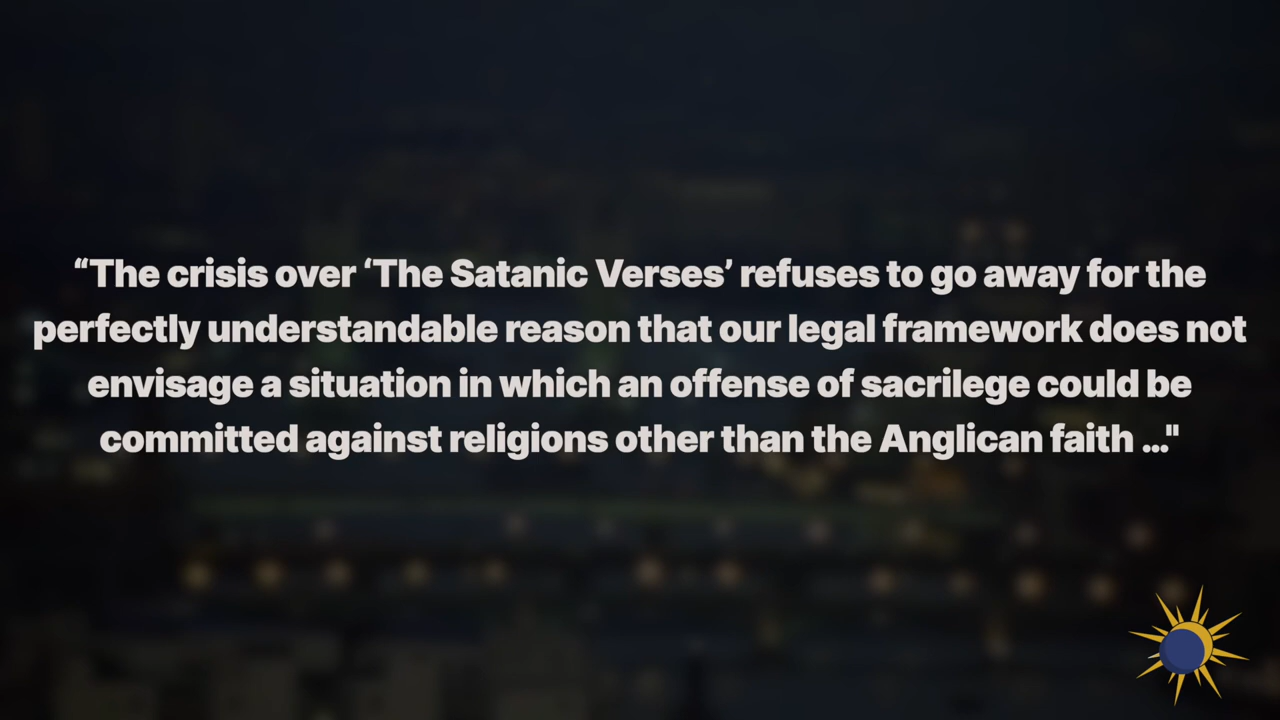 “The crisis over ‘The Satanic Verses’ refuses to go away for the
perfectly understandable reason that our legal framework does not
envisage a situation in which an offense of sacrilege could be
committed against religions other than the Anglican faith ..."